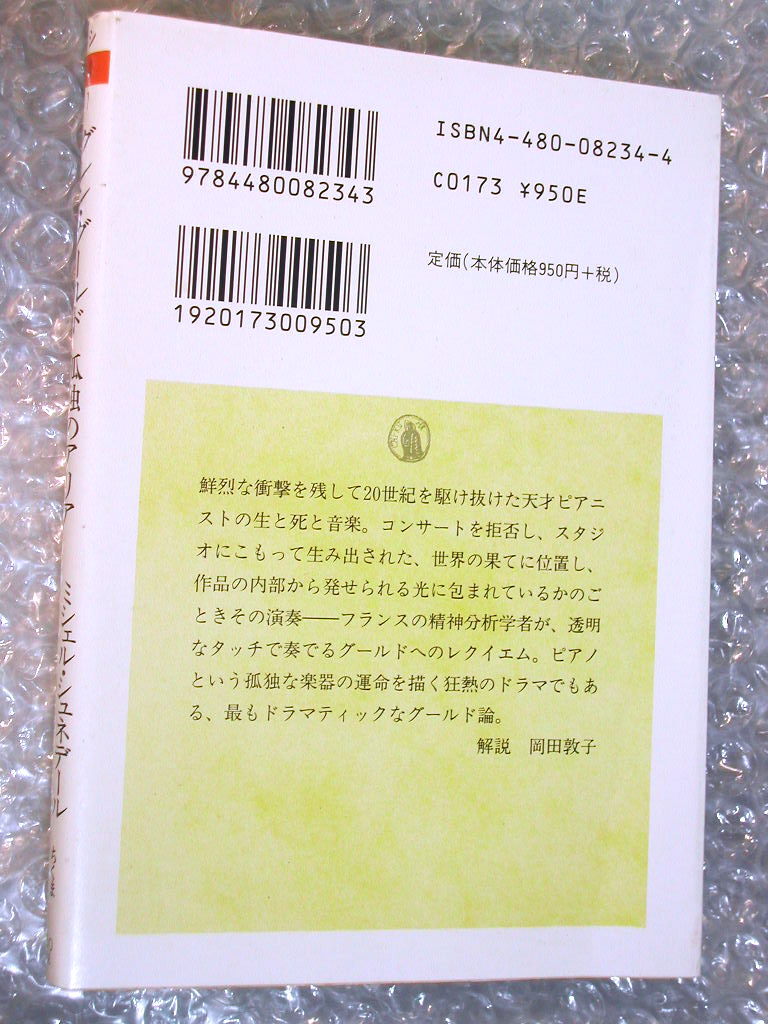 グレン・グールド 孤独のアリア ミシェル・シュネデール ちくま
9784480082343
ISBN4-480-08234-4
C0173 ¥950E
1920173009503
定価(本体価格950円+税)
鮮烈な衝撃を残して20世紀を駆け抜けた天才ピアニ
ストの生と死と音楽。コンサートを拒否し、スタジ
オにこもって生み出された、世界の果てに位置し、
作品の内部から発せられる光に包まれているかのご
ときその演奏――フランスの精神分析学者が、透明
なタッチで奏でるグールドへのレクイエム。ピアノ
という孤独な楽器の運命を描く狂熱のドラマでもあ
る、最もドラマティックなグールド論。
解説 岡田敦子